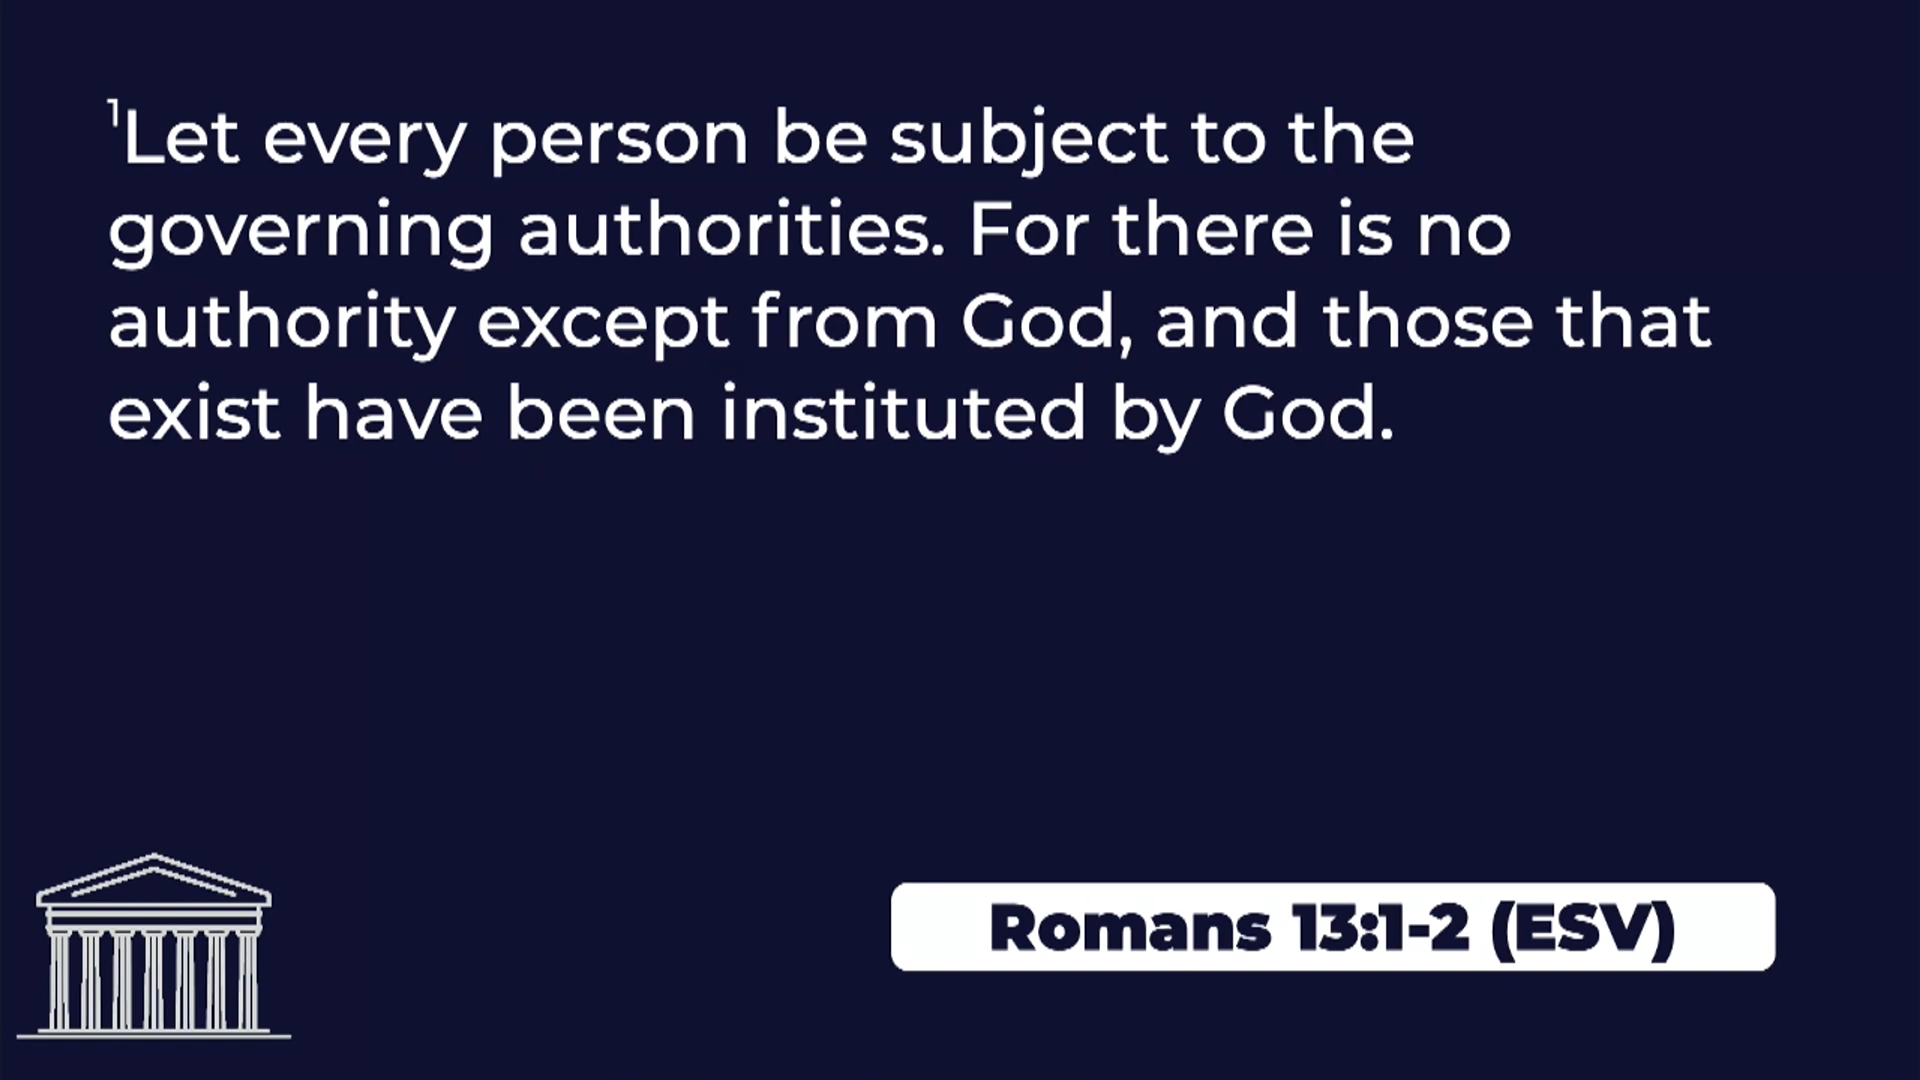 ¹Let every person be subject to the
governing authorities. For there is no
authority except from God, and those that
exist have been instituted by God.
Romans 13:1-2 (ESV)